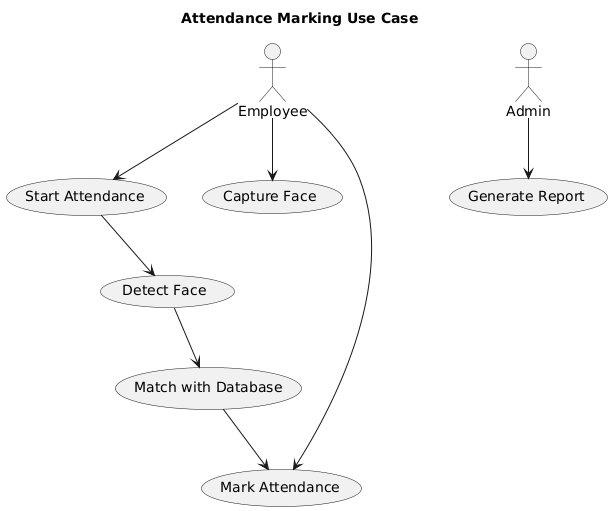 Attendance Marking Use Case
Employee
Admin
Start Attendance
Capture Face
Generate Report
Detect Face
Match with Database
Mark Attendance